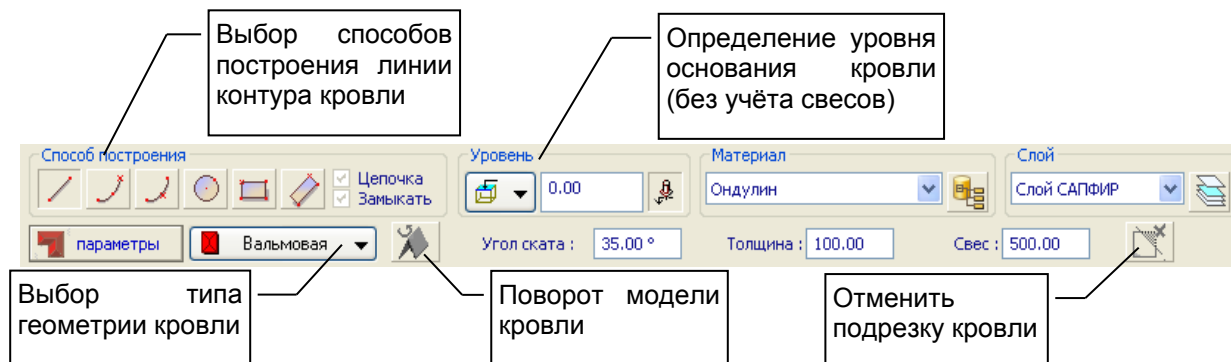 Выбор способов
построения линии
контура кровли
Определение уровня
основания кровли
(без учёта свесов)
Способ построения
Цепочка
Замыкать
Уровень
0.00
Материал
Ондулин
Слой
Слой САПФИР
параметры
Вальмовая
Угол ската : 35.00 °
Толщина : 100.00
Свес : 500.00
Выбор типа
геометрии кровли
Поворот модели
кровли
Отменить
подрезку кровли